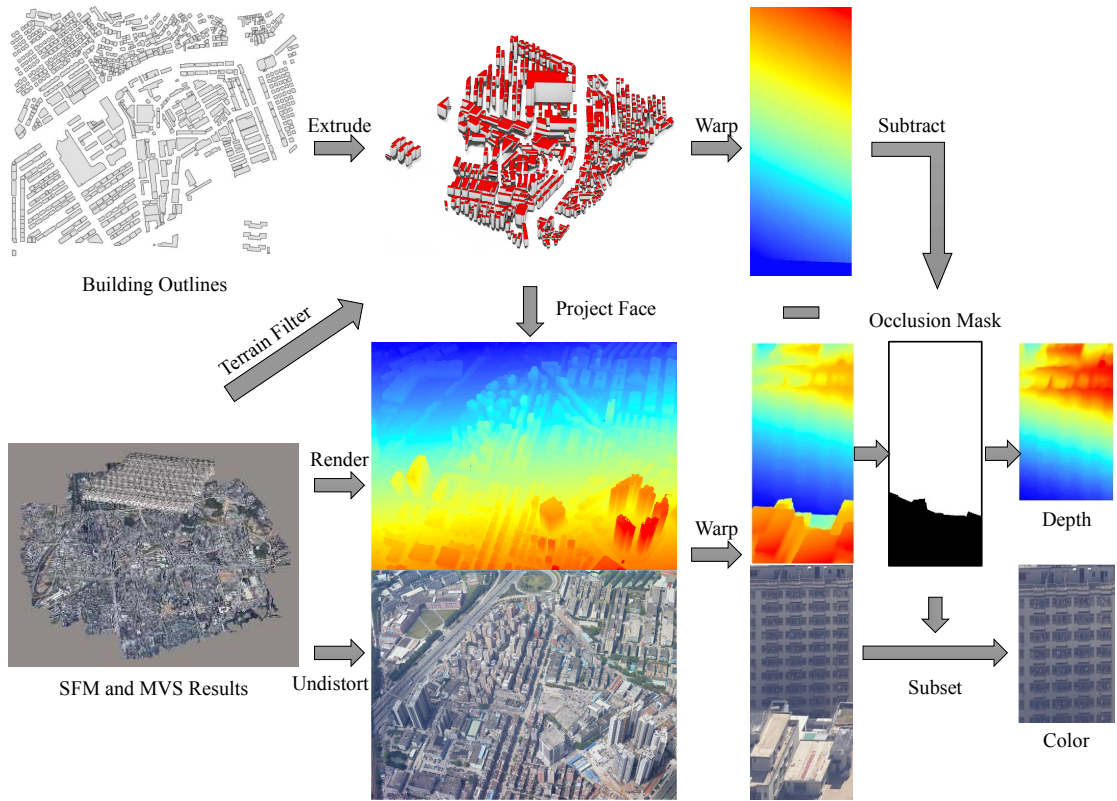 Extrude
Warp
Subtract
Building Outlines
Terrain Filter
Project Face
Occlusion Mask
Render
Warp
Depth
Undistort
SFM and MVS Results
Subset
Color